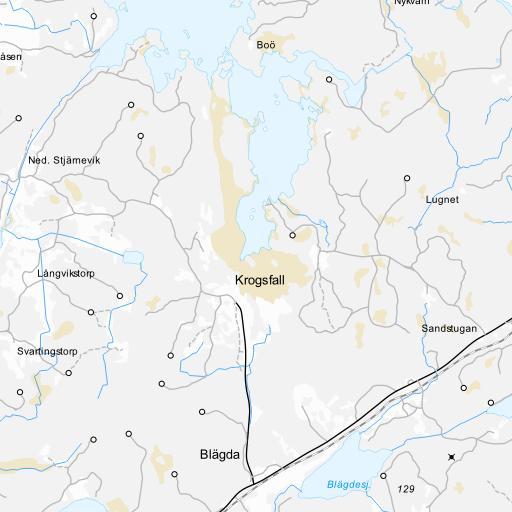 Nykvarn
Boö
åsen
Ned. Stjärnevik
Lugnet
Långvikstorp
Krogsfall
Sandstugan
Svartingstorp
Blägda
Blägdesj.
129